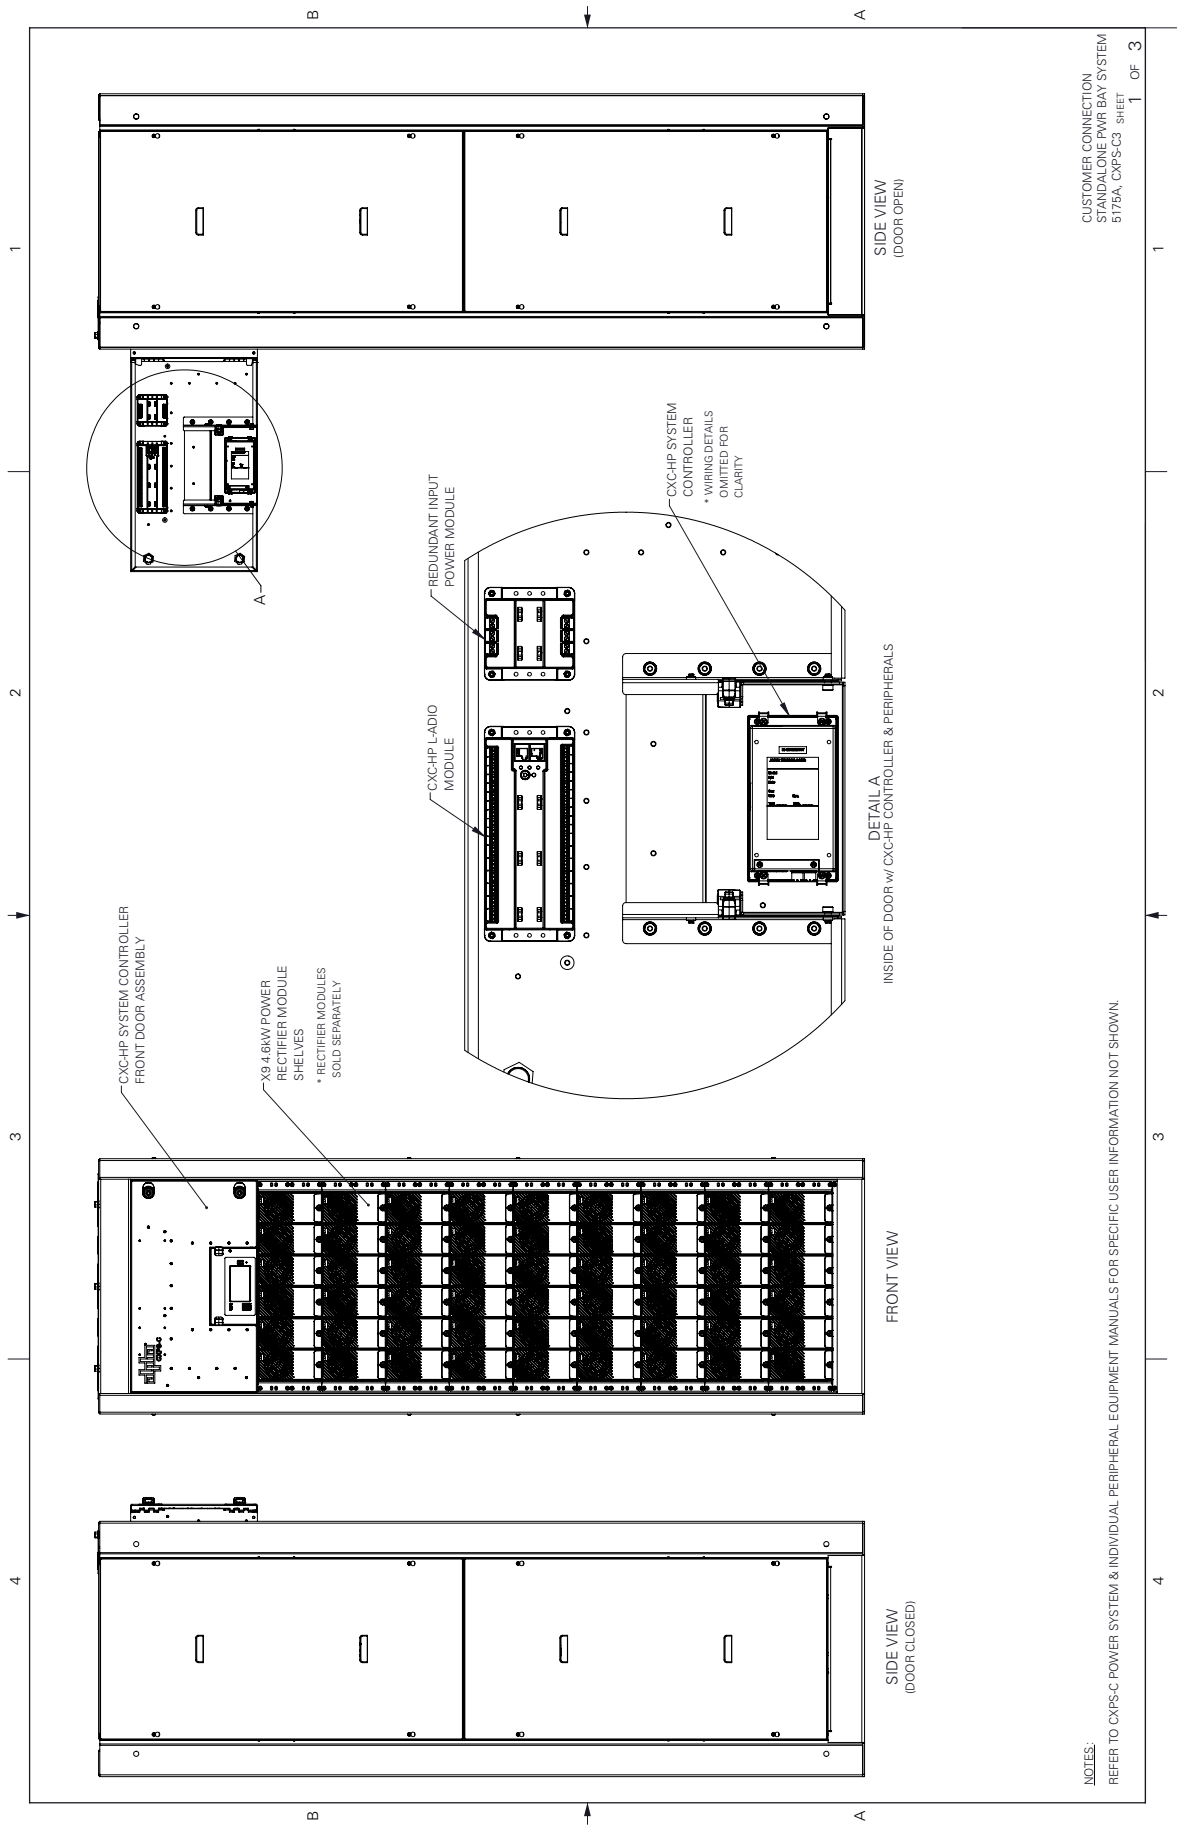 4
3
2
1
B
B
A
A
CXC-HP SYSTEM CONTROLLER
FRONT DOOR ASSEMBLY
X9 4.6kW POWER
RECTIFIER MODULE
SHELVES
* RECTIFIER MODULES
SOLD SEPARATELY
CXPS-C
A
CXC-HP L-ADIO
MODULE
REDUNDANT INPUT
POWER MODULE
CXC-HP SYSTEM
CONTROLLER
* WIRING DETAILS
OMITTED FOR
CLARITY
SIDE VIEW
(DOOR CLOSED)
FRONT VIEW
DETAIL A
INSIDE OF DOOR w/ CXC-HP CONTROLLER & PERIPHERALS
SIDE VIEW
(DOOR OPEN)
NOTES:
REFER TO CXPS-C POWER SYSTEM & INDIVIDUAL PERIPHERAL EQUIPMENT MANUALS FOR SPECIFIC USER INFORMATION NOT SHOWN.
CUSTOMER CONNECTION
STANDALONE PWR BAY SYSTEM
5175A, CXPS-C3 SHEET 1 OF 3
4
3
2
1